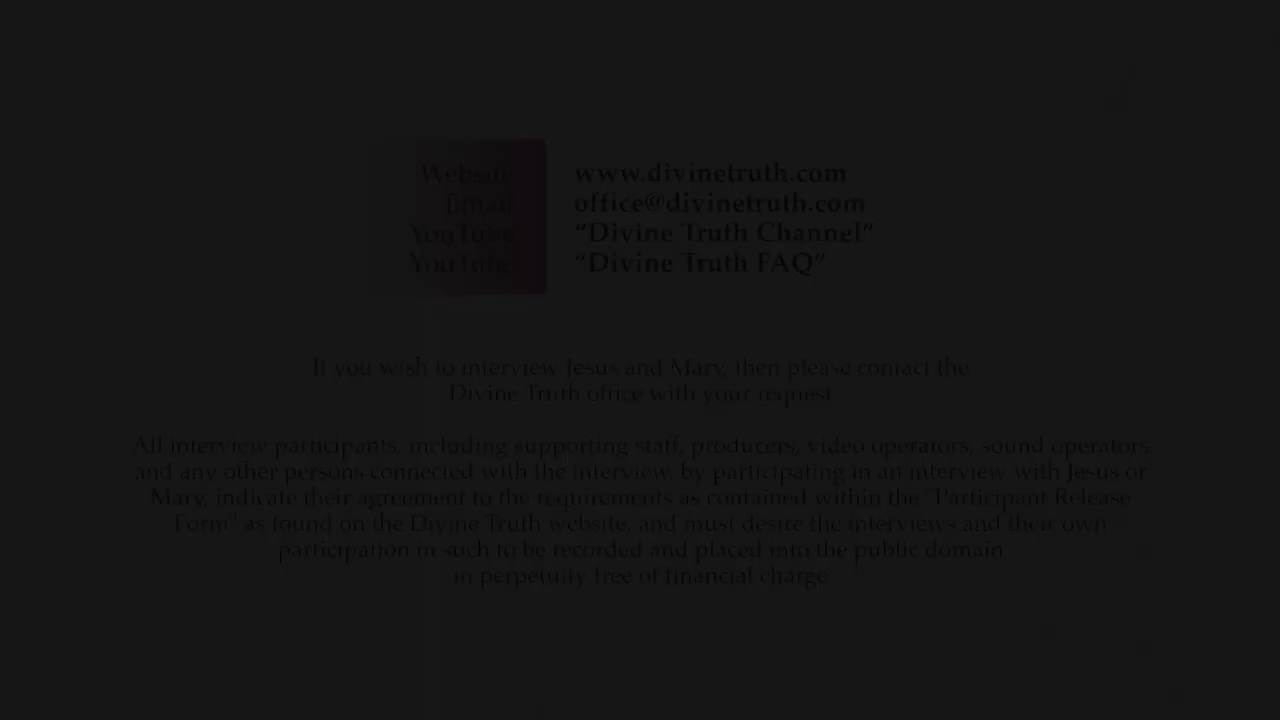 Website www.divinetruth.com
Email office@divinetruth.com
YouTube “Divine Truth Channel”
YouTube “Divine Truth FAQ”
If you wish to interview Jesus and Mary, then please contact the
Divine Truth office with your request
All interview participants, including supporting staff, producers, video operators, sound operators
and any other persons connected with the interview, by participating in an interview with Jesus or
Mary, indicate their agreement to the requirements as contained within the "Participant Release
Form" as found on the Divine Truth website, and must desire the interviews and their own
participation in such to be recorded and placed into the public domain
in perpetuity free of financial charge